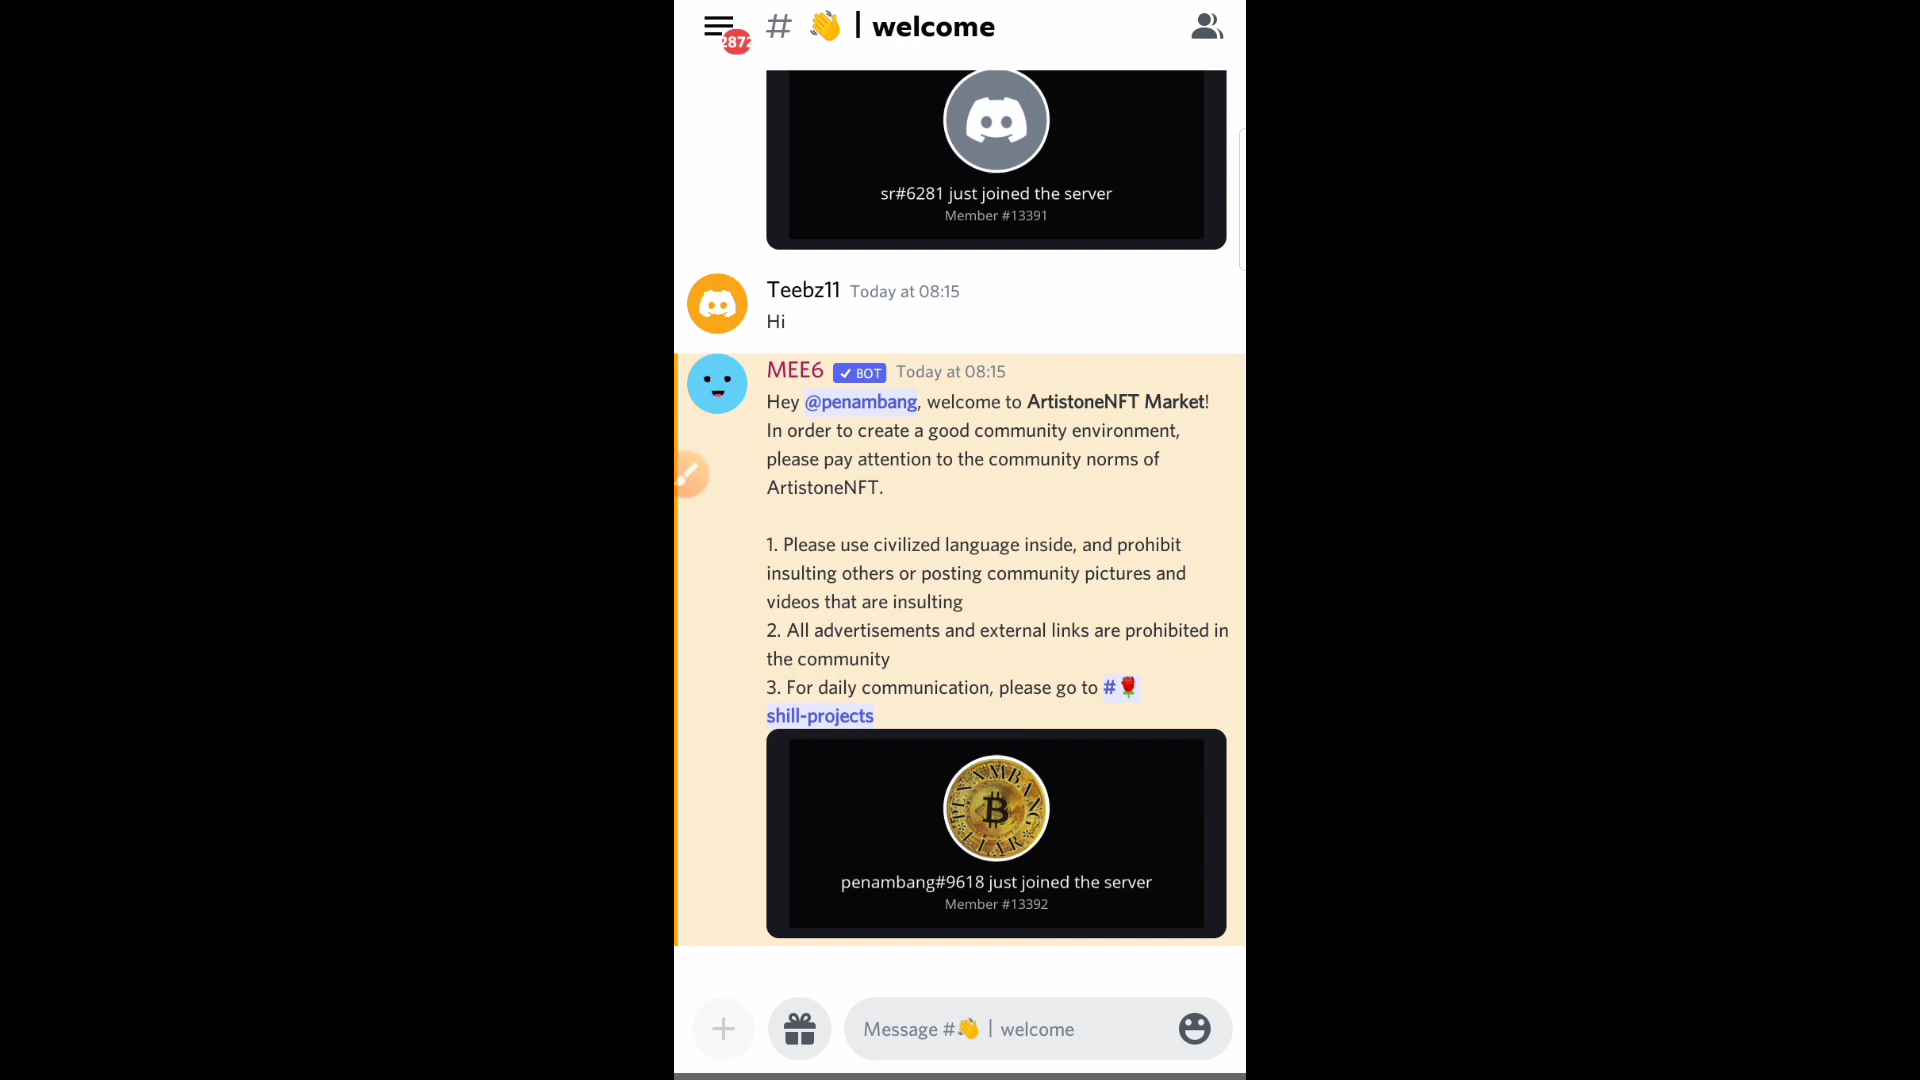 2872
# 👋 | welcome
sr#6281 just joined the server
Member #13391
Teebz11 Today at 08:15
Hi
MEE6 ✓ BOT Today at 08:15
Hey @penambang, welcome to ArtistoneNFT Market!
In order to create a good community environment,
please pay attention to the community norms of
ArtistoneNFT.
1. Please use civilized language inside, and prohibit
insulting others or posting community pictures and
videos that are insulting
2. All advertisements and external links are prohibited in
the community
3. For daily communication, please go to #🌹
shill-projects
PENAMBANG
LIAR
penambang#9618 just joined the server
Member #13392
Message #👋 | welcome